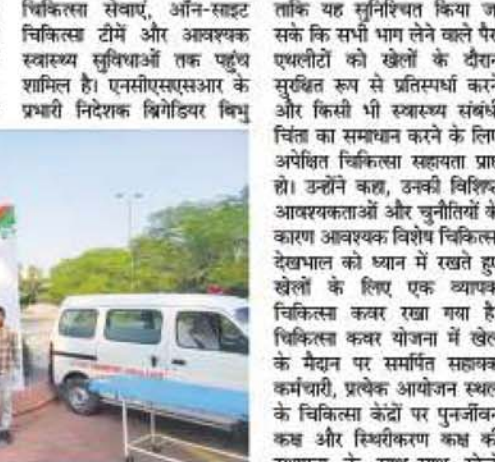 चिकित्सा सेवाएं, ऑन-साइट
चिकित्सा टीमें और आवश्यक
स्वास्थ्य सुविधाओं तक पहुंच
शामिल है। एनसीएसएसआर के
प्रभारी निदेशक ब्रिगेडियर बिभु
ताकि यह सुनिश्चित किया
सके कि सभी भाग लेने वाले
एथलीटों को खेलों के दौरान
सुरक्षित रूप से प्रतिस्पर्धा
और किसी भी स्वास्थ्य
चिंता का समाधान करने के लिए
अपेक्षित चिकित्सा सहायता
हो। उन्होंने कहा, उनकी
आवश्यकताओं और चुनौतियों
कारण आवश्यक विशेष
देखभाल को ध्यान में रखते हुए
खेलों के लिए एक व्यापक
चिकित्सा कवर रखा गया
चिकित्सा कवर योजना में
के मैदान पर समर्पित सहायक
कर्मचारी, प्रत्येक आयोजन स्थल
के चिकित्सा केंद्रों पर
कक्ष और स्थिरीकरण कक्ष